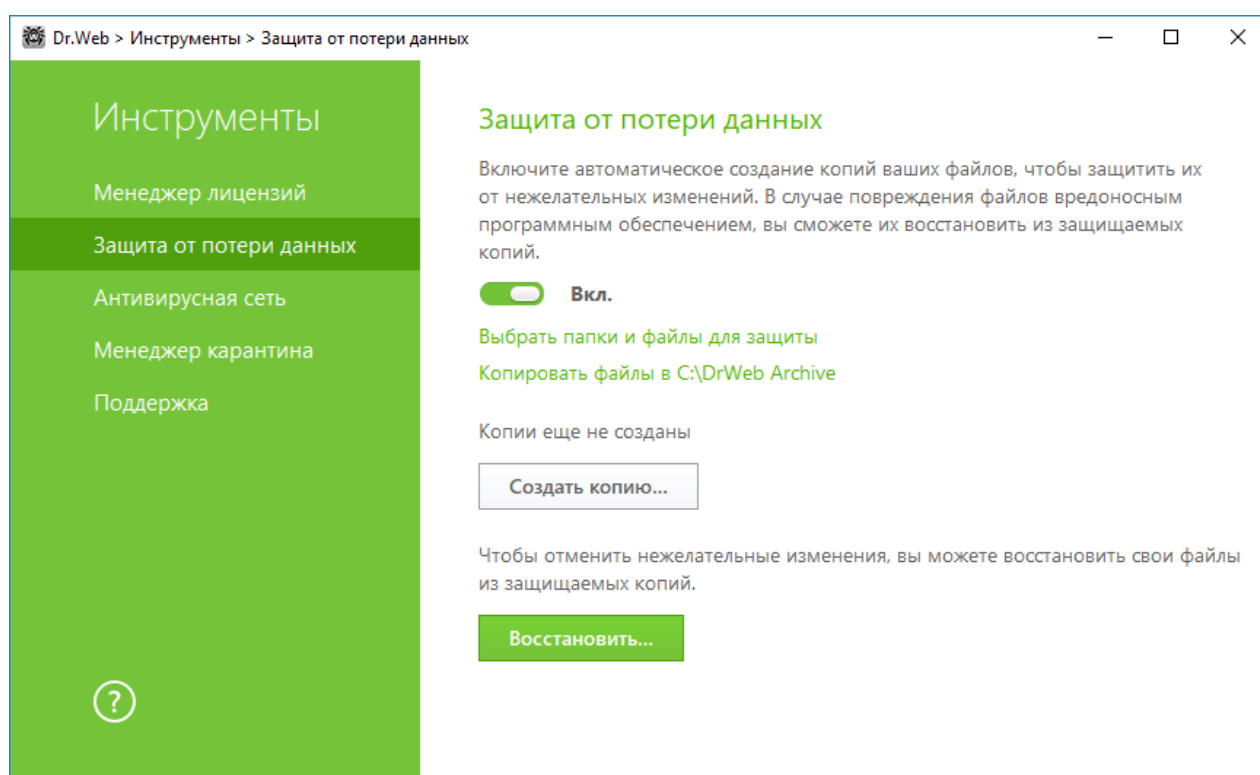 Dr.Web > Инструменты > Защита от потери данных
Инструменты
Менеджер лицензий
Защита от потери данных
Антивирусная сеть
Менеджер карантина
Поддержка
?
Защита от потери данных
Включите автоматическое создание копий ваших файлов, чтобы защитить их
от нежелательных изменений. В случае повреждения файлов вредоносным
программным обеспечением, вы сможете их восстановить из защищаемых
копий.
Вкл.
Выбрать папки и файлы для защиты
Копировать файлы в C:\DrWeb Archive
Копии еще не созданы
Создать копию...
Чтобы отменить нежелательные изменения, вы можете восстановить свои файлы
из защищаемых копий.
Восстановить...